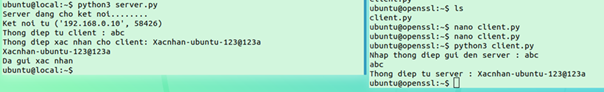 ubuntu@local:~$ python3 server.py
Server dang cho ket noi........
Ket noi tu ('192.168.0.10', 58426)
Thong diep tu client : abc
Thong diep xac nhan cho client: Xacnhan-ubuntu-123@123a
Xacnhan-ubuntu-123@123a
Da gui xac nhan
ubuntu@local:~$
ubuntu@openssl:~$ ls
client.py
ubuntu@openssl:~$ nano client.py
ubuntu@openssl:~$ nano client.py
ubuntu@openssl:~$ python3 client.py
Nhap thong diep gui den server : abc
abc
Thong diep tu server : Xacnhan-ubuntu-123@123a
ubuntu@openssl:~$